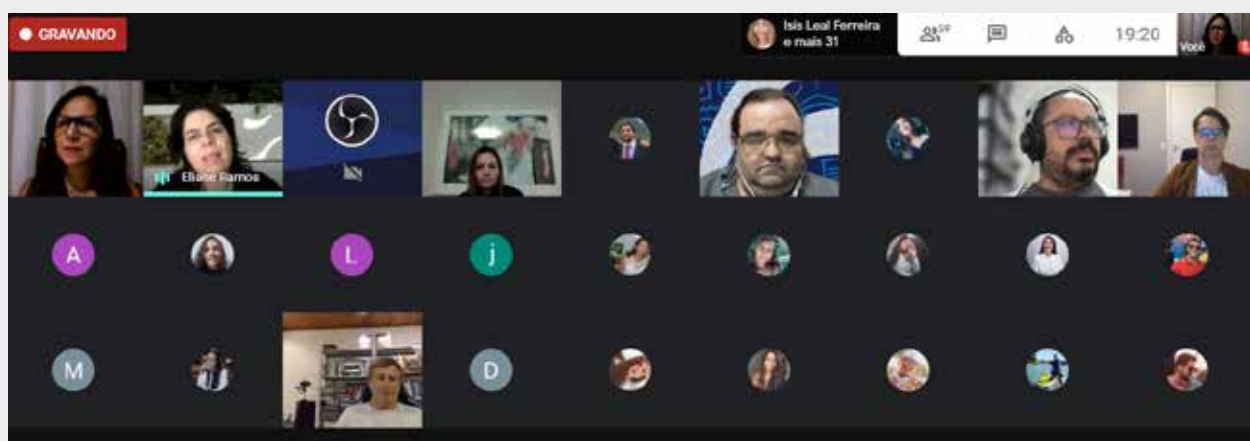 GRAVANDO
Isis Leal Ferreira
e mais 31
59
19:20
Você
Eliane Ramos
A
L
j
M
D